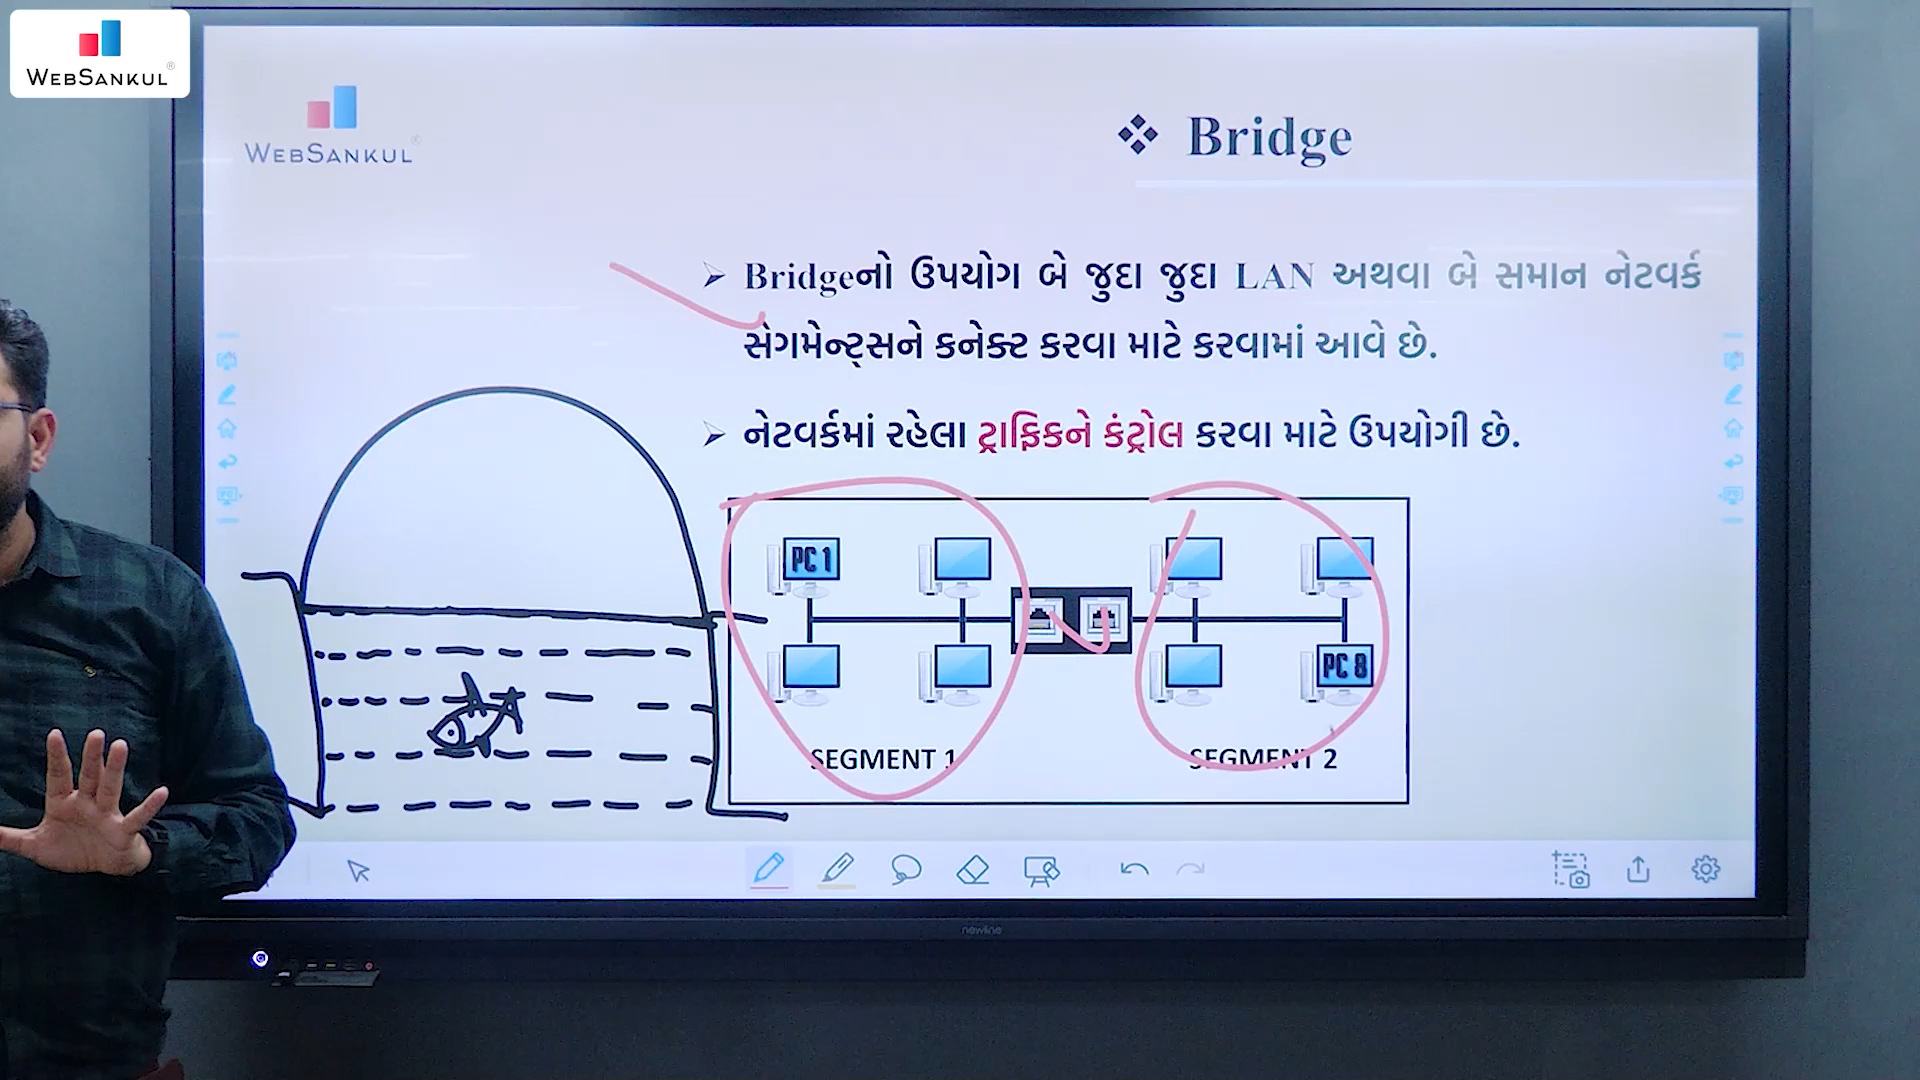 WEBSANKUL
WEBSANKUL
Bridge
Bridgeનો ઉપયોગ બે જુદા જુદા LAN અથવા બે સમાન નેટવર્ક
સેગમેન્ટ્સને કનેક્ટ કરવા માટે કરવામાં આવે છે.
નેટવર્કમાં રહેલા ટ્રાફિકને કંટ્રોલ કરવા માટે ઉપયોગી છે.
PC 1
PC 8
SEGMENT 1
SEGMENT 2
newline